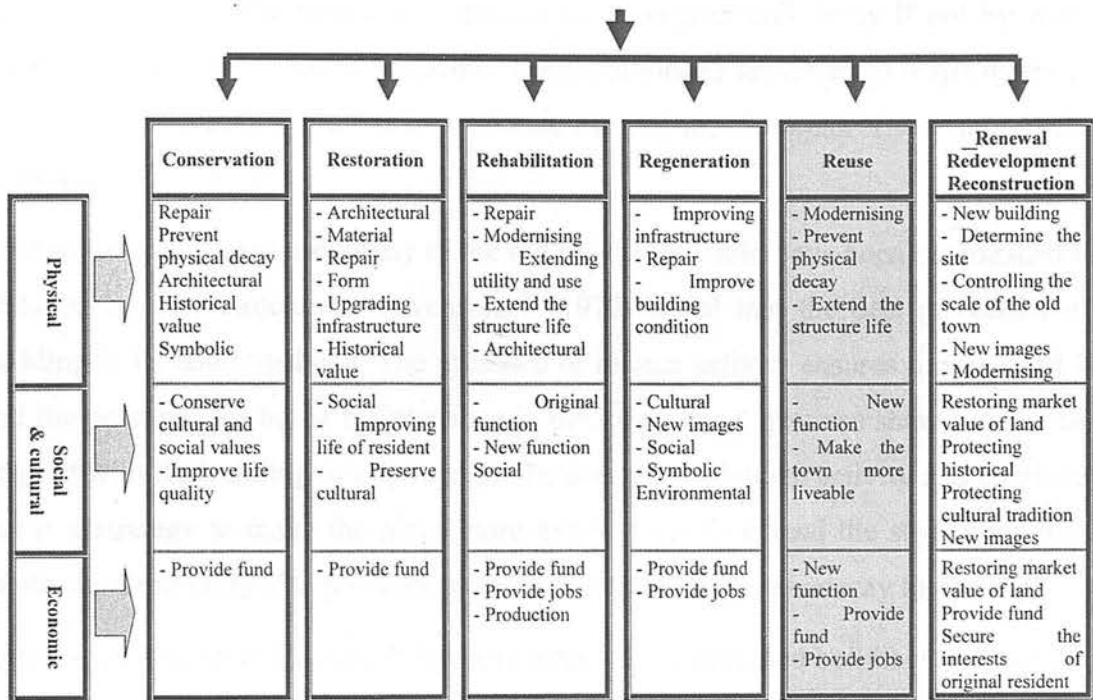 Conservation
Restoration
Rehabilitation
Regeneration
Reuse
Renewal
Redevelopment
Reconstruction
Physical
Repair
Prevent
physical decay
Architectural
Historical
value
Symbolic
- Architectural
- Material
- Repair
- Form
- Upgrading
infrastructure
- Historical
value
- Repair
- Modernising
- Extending
utility and use
- Extend the
structure life
- Architectural
- Improving
infrastructure
- Repair
- Improve
building
condition
- Modernising
- Prevent
physical
decay
- Extend the
structure life
- New building
- Determine the
site
- Controlling the
scale of the old
town
- New images
- Modernising
Social
& cultural
- Conserve
cultural and
social values
- Improve life
quality
- Social
- Improving
life of resident
- Preserve
cultural
- Original
function
- New function
Social
- Cultural
- New images
- Social
- Symbolic
Environmental
- New
function
- Make the
town more
liveable
Restoring market
value of land
Protecting
historical
Protecting
cultural tradition
New images
Economic
- Provide fund
- Provide fund
- Provide fund
- Provide jobs
- Production
- Provide fund
- Provide jobs
- New
function
- Provide
fund
- Provide jobs
Restoring market
value of land
Provide fund
Secure the
interests of
original resident